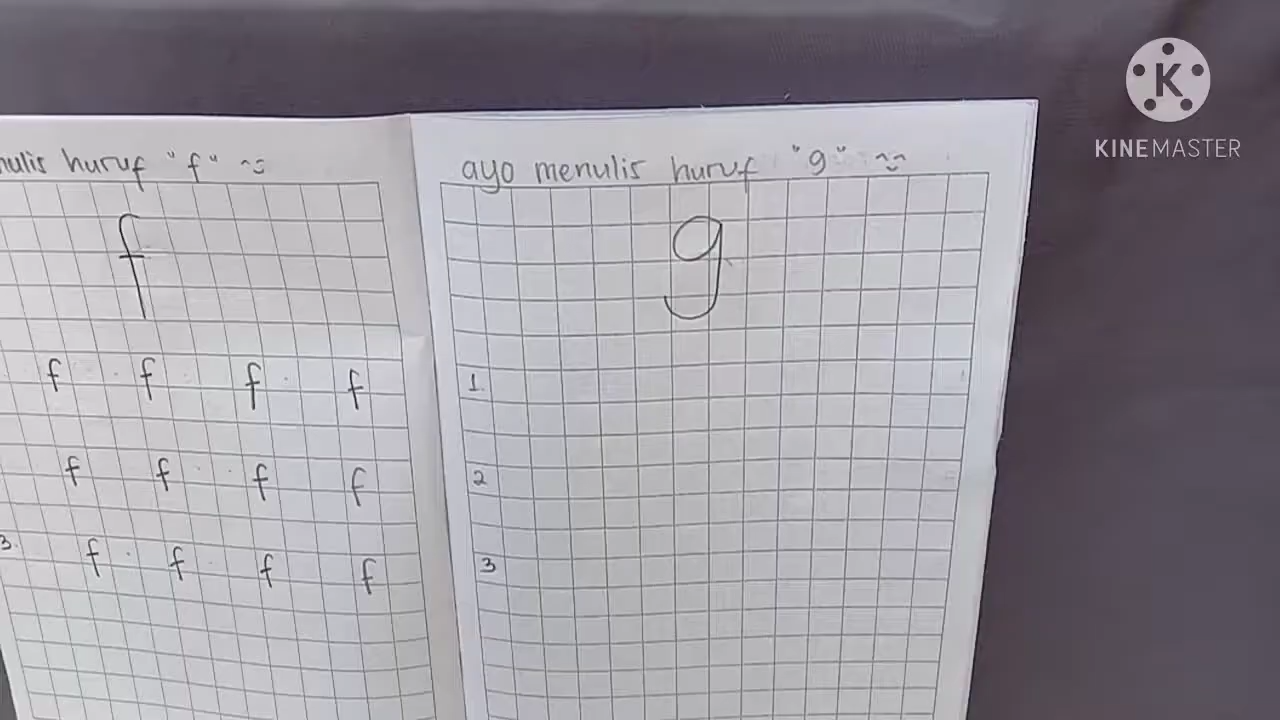 nulis huruf "f"
f
f f f f
f f f f
3. f f f f
ayo menulis huruf "g"
g
1.
2
3
K
KINEMASTER